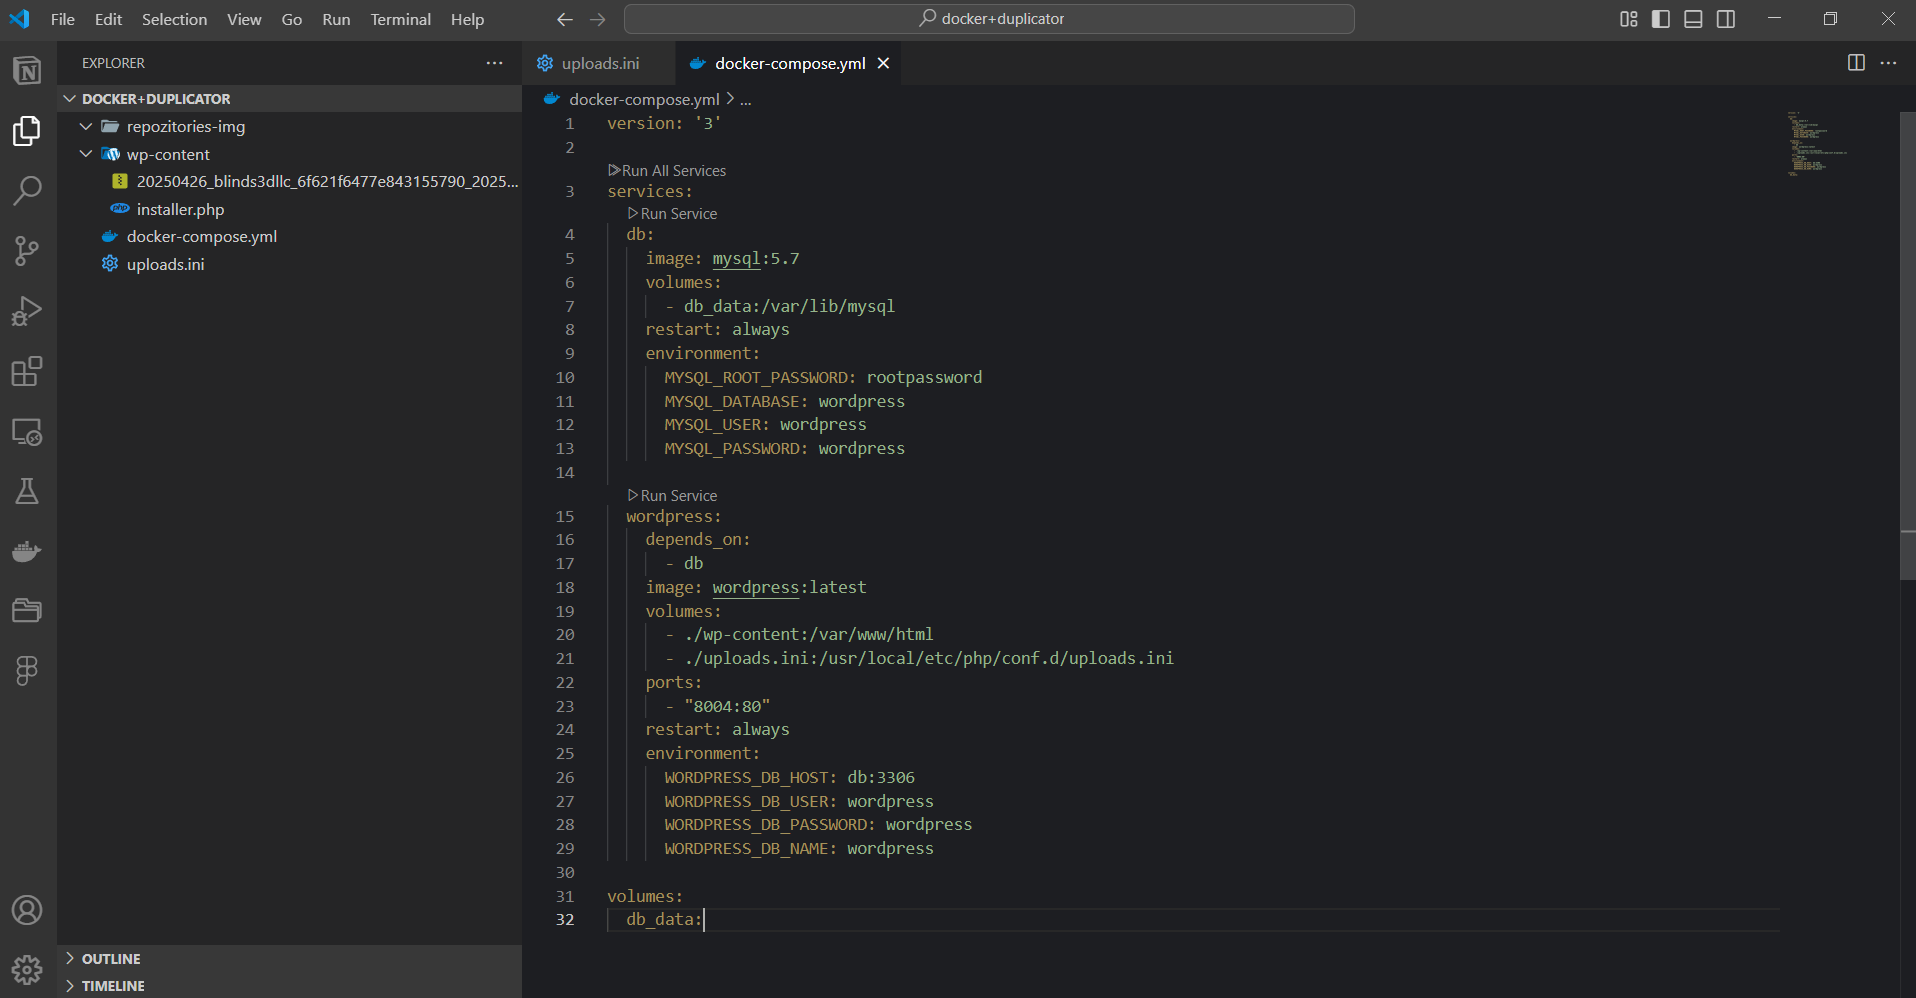 File Edit Selection View Go Run Terminal Help
docker+duplicator
EXPLORER
DOCKER+DUPLICATOR
repozitories-img
wp-content
20250426_blinds3dllc_6f621f6477e843155790_2025...
installer.php
docker-compose.yml
uploads.ini
OUTLINE
TIMELINE
uploads.ini
docker-compose.yml
docker-compose.yml > ...
1 version: '3'
2
Run All Services
3 services:
Run Service
4 db:
5 image: mysql:5.7
6 volumes:
7 - db_data:/var/lib/mysql
8 restart: always
9 environment:
10 MYSQL_ROOT_PASSWORD: rootpassword
11 MYSQL_DATABASE: wordpress
12 MYSQL_USER: wordpress
13 MYSQL_PASSWORD: wordpress
14
Run Service
15 wordpress:
16 depends_on:
17 - db
18 image: wordpress:latest
19 volumes:
20 - ./wp-content:/var/www/html
21 - ./uploads.ini:/usr/local/etc/php/conf.d/uploads.ini
22 ports:
23 - "8004:80"
24 restart: always
25 environment:
26 WORDPRESS_DB_HOST: db:3306
27 WORDPRESS_DB_USER: wordpress
28 WORDPRESS_DB_PASSWORD: wordpress
29 WORDPRESS_DB_NAME: wordpress
30
31 volumes:
32 db_data: